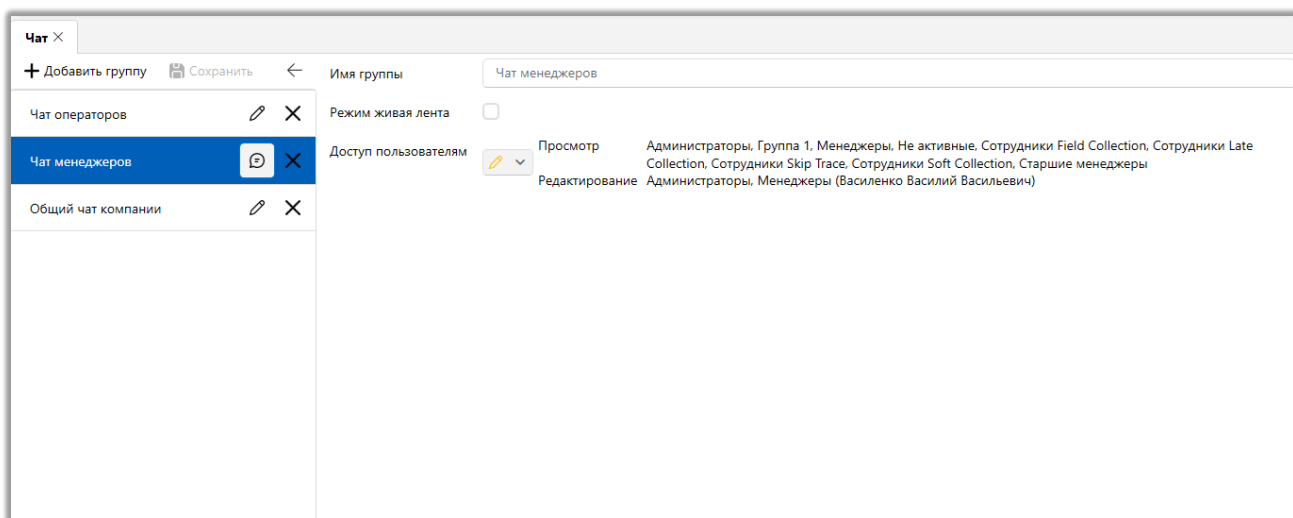 Чат
Добавить группу Сохранить
Чат операторов
Чат менеджеров
Общий чат компании
Имя группы Чат менеджеров
Режим живая лента
Доступ пользователям
Просмотр Администраторы, Группа 1, Менеджеры, Не активные, Сотрудники Field Collection, Сотрудники Late
Collection, Сотрудники Skip Trace, Сотрудники Soft Collection, Старшие менеджеры
Редактирование Администраторы, Менеджеры (Василенко Василий Васильевич)